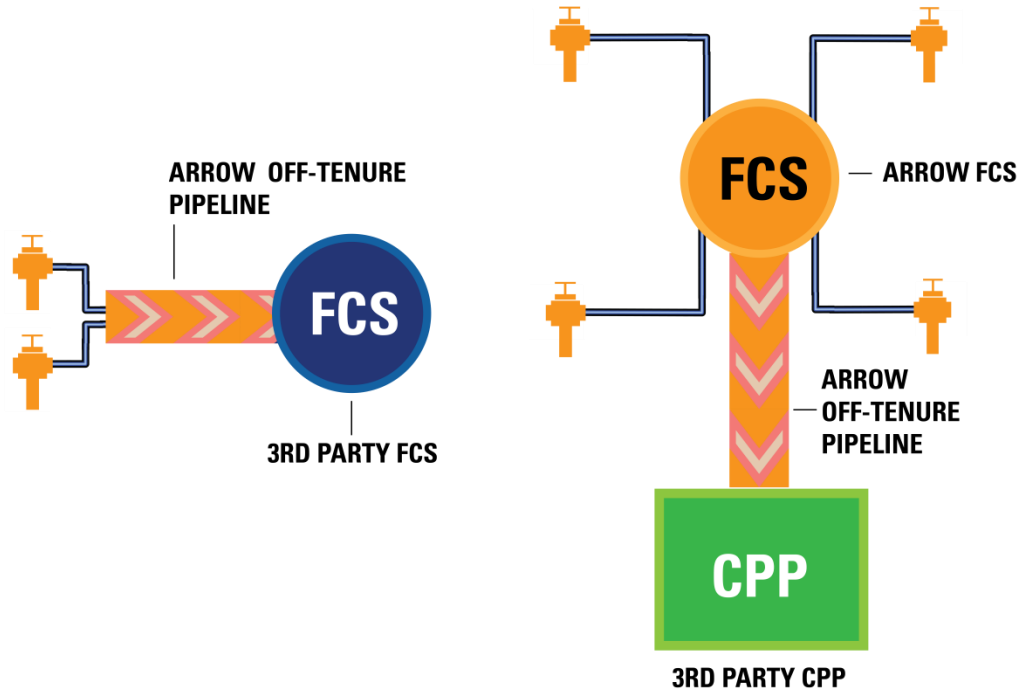 ARROW OFF-TENURE
PIPELINE
FCS
3RD PARTY FCS
FCS
ARROW FCS
ARROW
OFF-TENURE
PIPELINE
CPP
3RD PARTY CPP